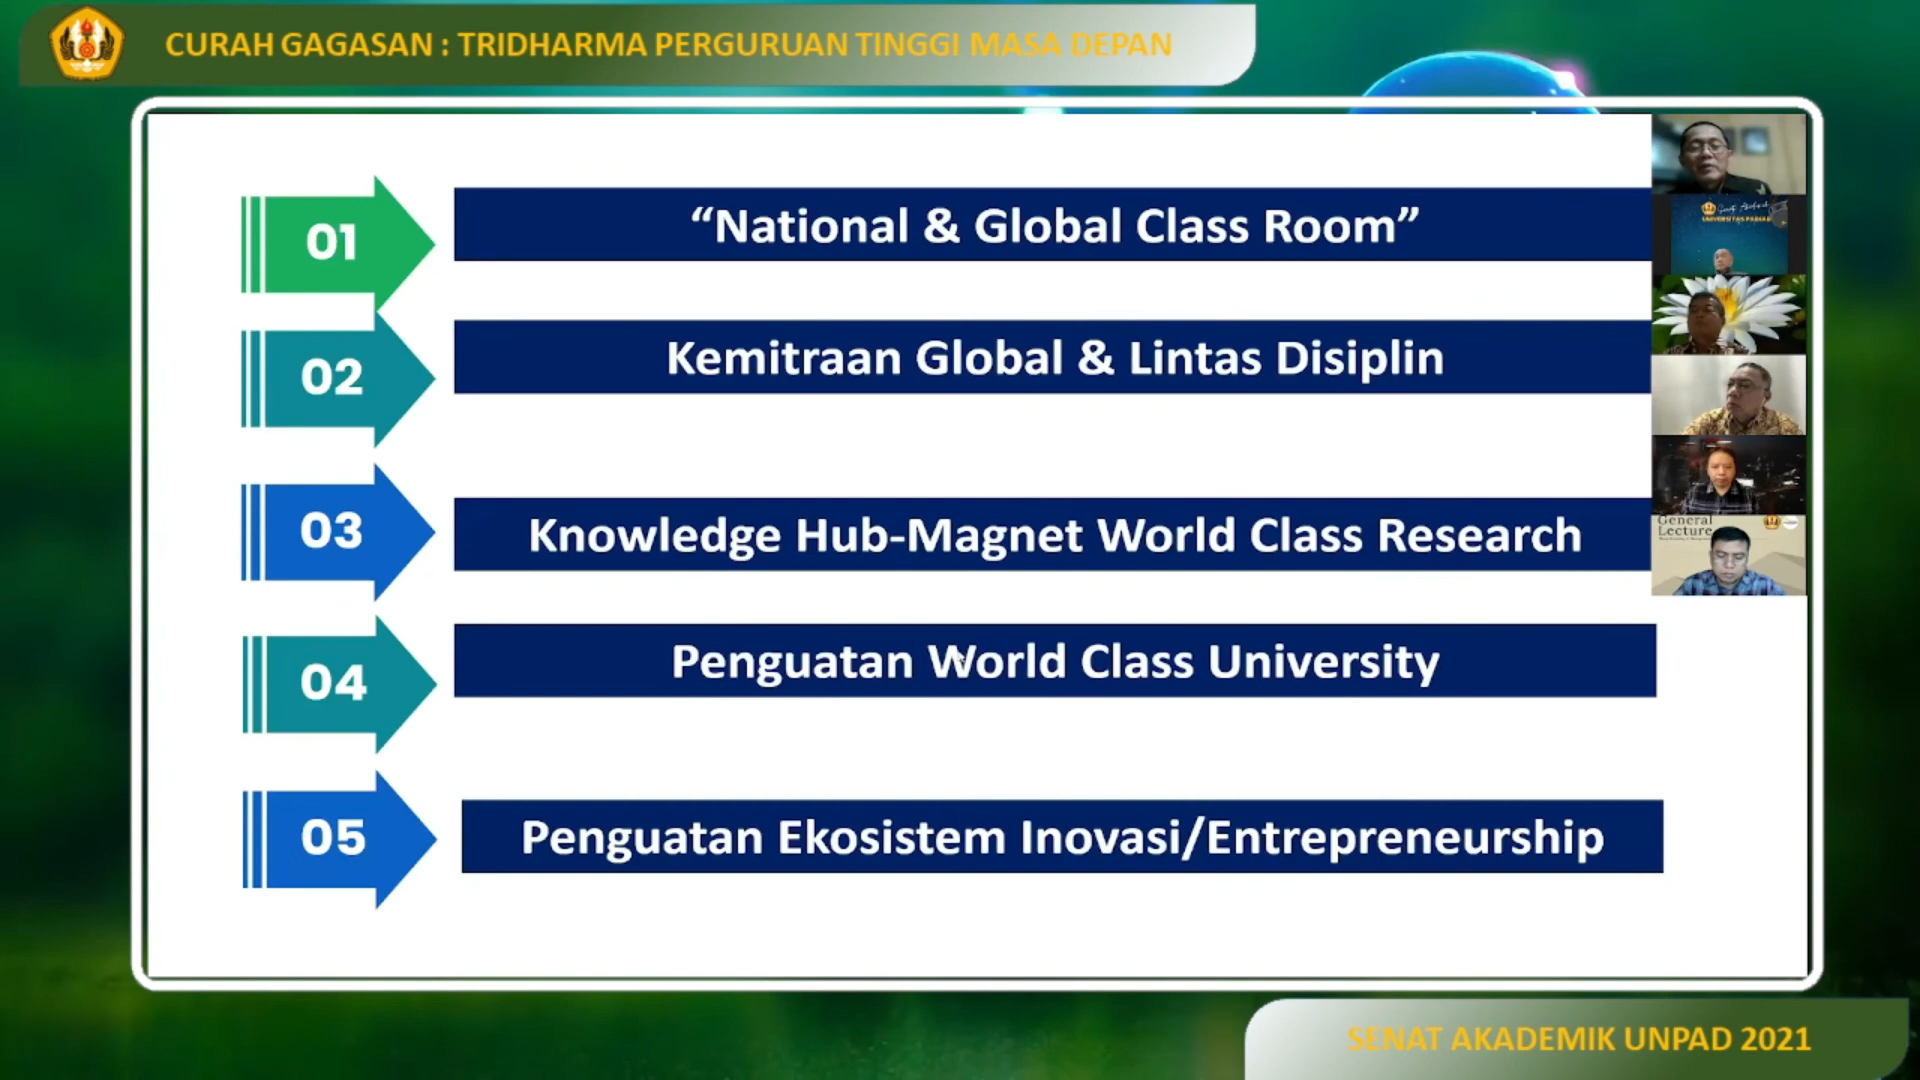 CURAH GAGASAN : TRIDHARMA PERGURUAN TINGGI MASA DEPAN
01
“National & Global Class Room”
02
Kemitraan Global & Lintas Disiplin
03
Knowledge Hub-Magnet World Class Research
General
Lecture
04
Penguatan World Class University
05
Penguatan Ekosistem Inovasi/Entrepreneurship
SENAT AKADEMIK UNPAD 2021